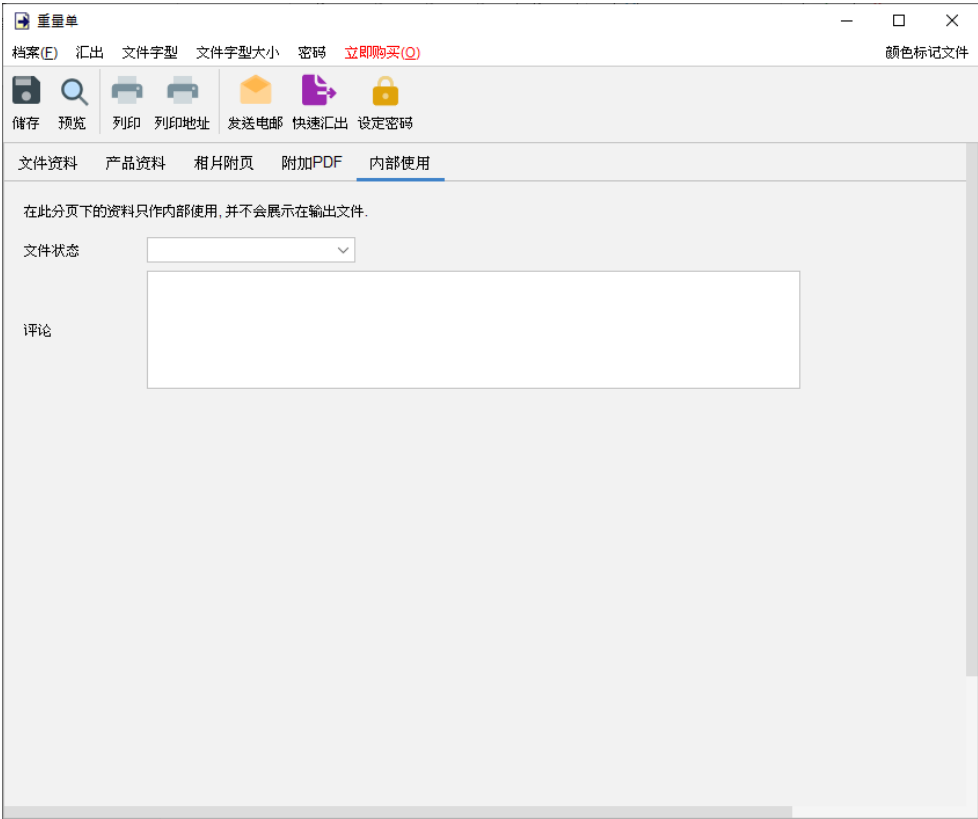 重量单
档案(F) 汇出 文件字型 文件字型大小 密码 立即购买(O) 颜色标记文件
储存 预览 列印 列印地址 发送电邮 快速汇出 设定密码
文件资料 产品资料 相片附页 附加PDF 内部使用
在此分页下的资料只作内部使用, 并不会展示在输出文件.
文件状态
评论